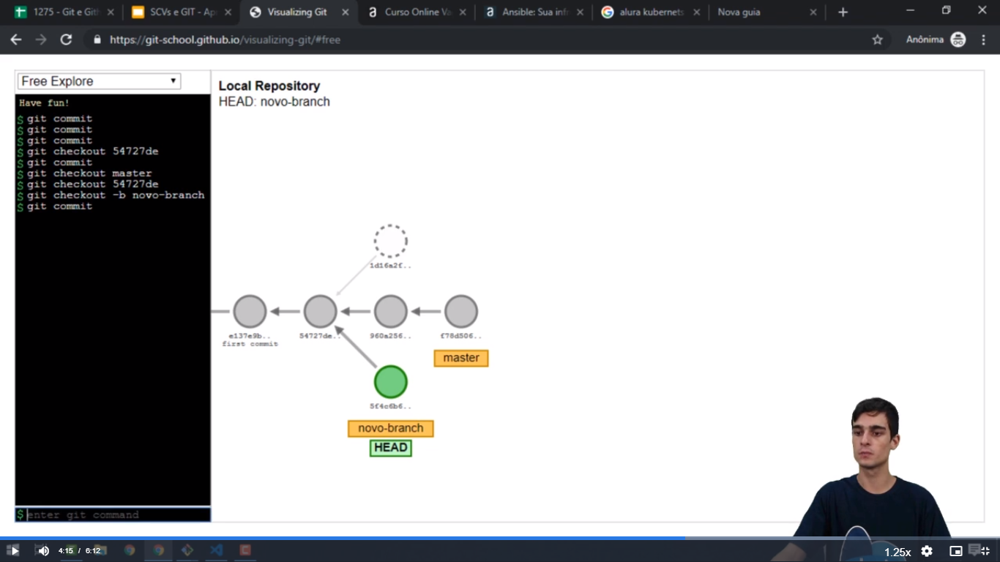 1275 - Git e Gith
SCVs e GIT - Apr
Visualizing Git
Curso Online Va
Ansible: Sua infr
alura kubernets
Nova guia
https://git-school.github.io/visualizing-git/#free
Anônima
Free Explore
Have fun!
$ git commit
$ git commit
$ git commit
$ git checkout 54727de
$ git commit
$ git checkout master
$ git checkout 54727de
$ git checkout -b novo-branch
$ git commit
$ enter git command
Local Repository
HEAD: novo-branch
1d16a2f..
e137e9b..
first commit
54727de..
960a256..
f78d506..
master
5f4c6b6..
novo-branch
HEAD
4:15 / 6:12
1.25x